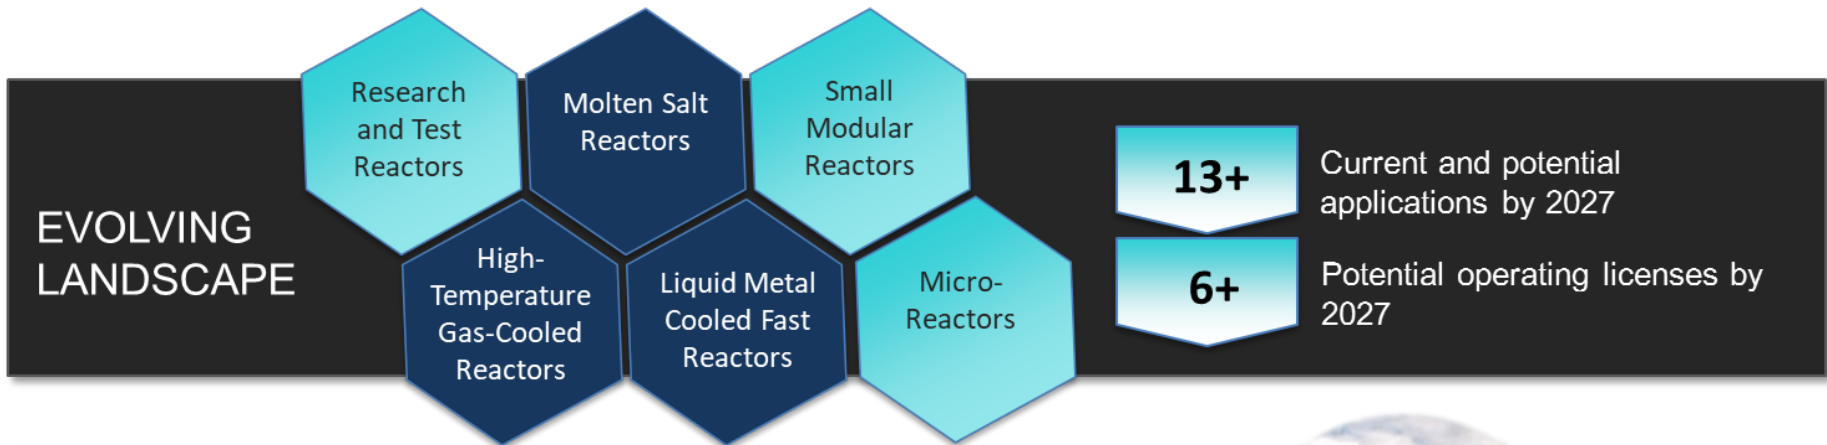 EVOLVING
LANDSCAPE
Research
and Test
Reactors
Molten Salt
Reactors
Small
Modular
Reactors
High-
Temperature
Gas-Cooled
Reactors
Liquid Metal
Cooled Fast
Reactors
Micro-
Reactors
13+
Current and potential
applications by 2027
6+
Potential operating licenses by
2027